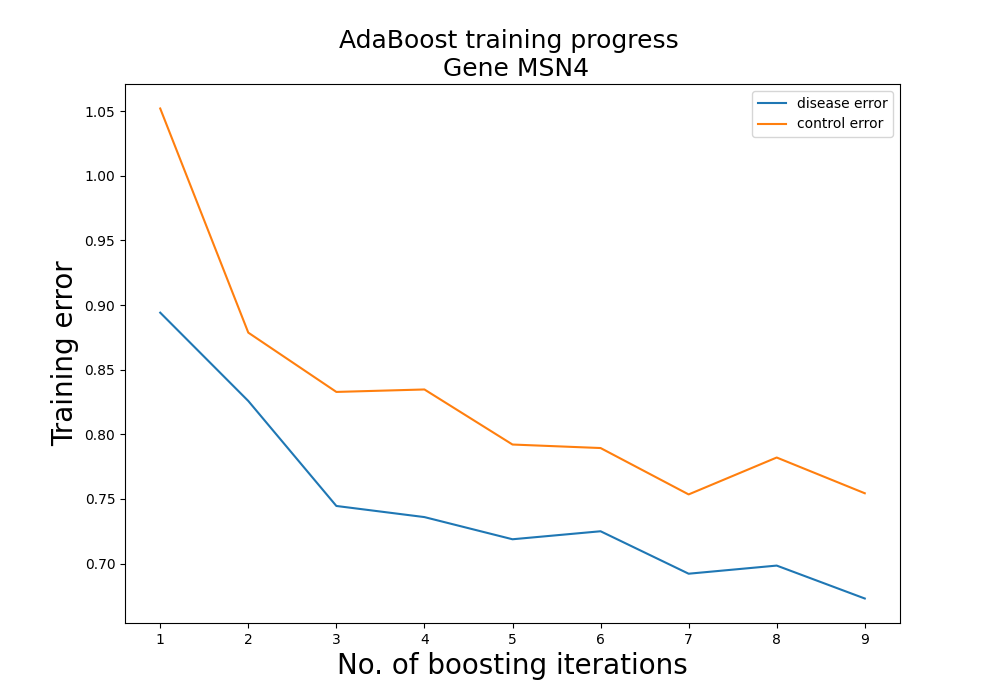 AdaBoost training progress
Gene MSN4
disease error
control error
Training error
1.05
1.00
0.95
0.90
0.85
0.80
0.75
0.70
1 2 3 4 5 6 7 8 9
No. of boosting iterations